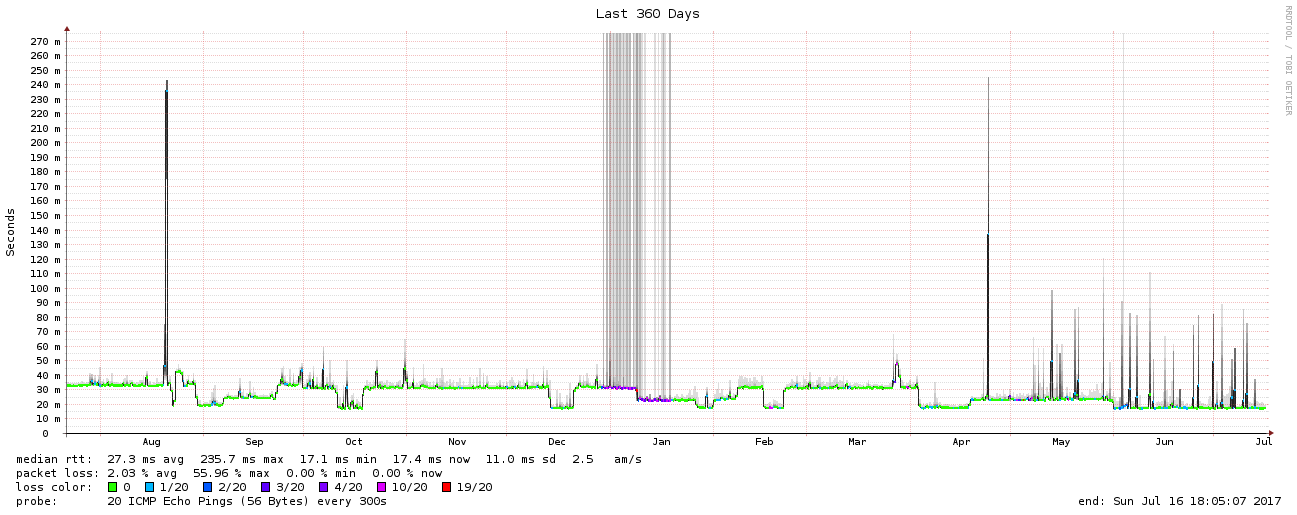 Last 360 Days
RRDTOOL / TOBI OETIKER
Seconds
270 m
260 m
250 m
240 m
230 m
220 m
210 m
200 m
190 m
180 m
170 m
160 m
150 m
140 m
130 m
120 m
110 m
100 m
90 m
80 m
70 m
60 m
50 m
40 m
30 m
20 m
10 m
0
Aug Sep Oct Nov Dec Jan Feb Mar Apr May Jun Jul
median rtt: 27.3 ms avg 235.7 ms max 17.1 ms min 17.4 ms now 11.0 ms sd 2.5 am/s
packet loss: 2.03 % avg 55.96 % max 0.00 % min 0.00 % now
loss color: 0 1/20 2/20 3/20 4/20 10/20 19/20
probe: 20 ICMP Echo Pings (56 Bytes) every 300s end: Sun Jul 16 18:05:07 2017